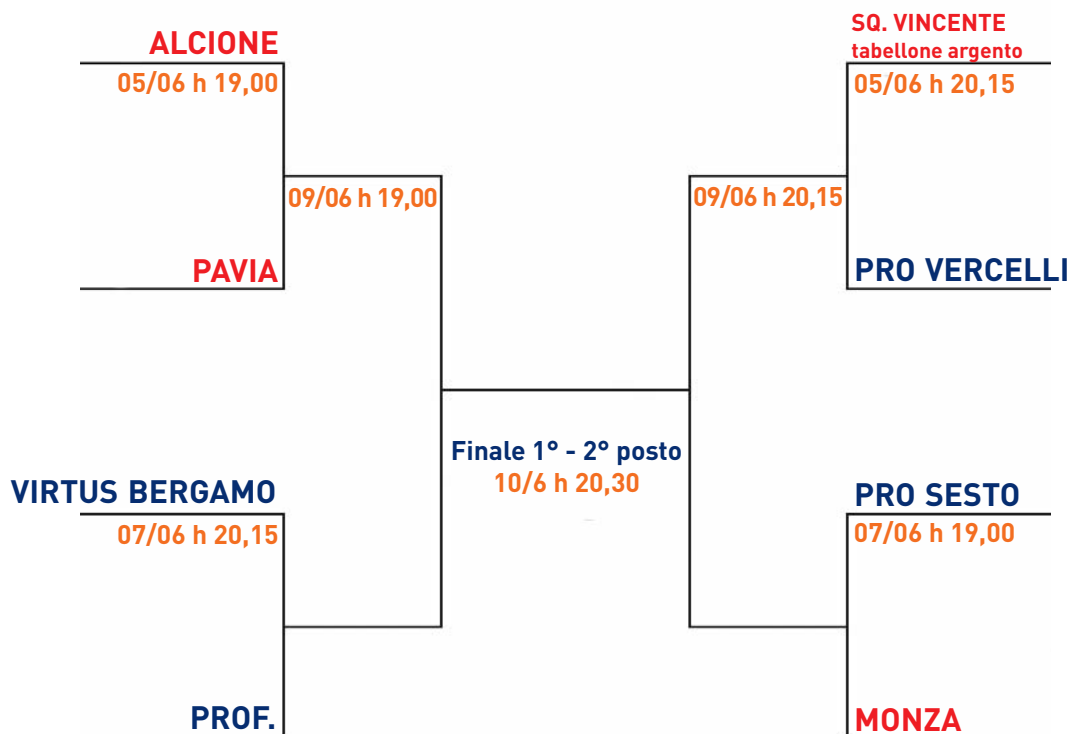 ALCIONE
05/06 h 19,00
09/06 h 19,00
PAVIA
VIRTUS BERGAMO
07/06 h 20,15
PROF.
Finale 1° - 2° posto
10/6 h 20,30
SQ. VINCENTE
tabellone argento
05/06 h 20,15
09/06 h 20,15
PRO VERCELLI
PRO SESTO
07/06 h 19,00
MONZA